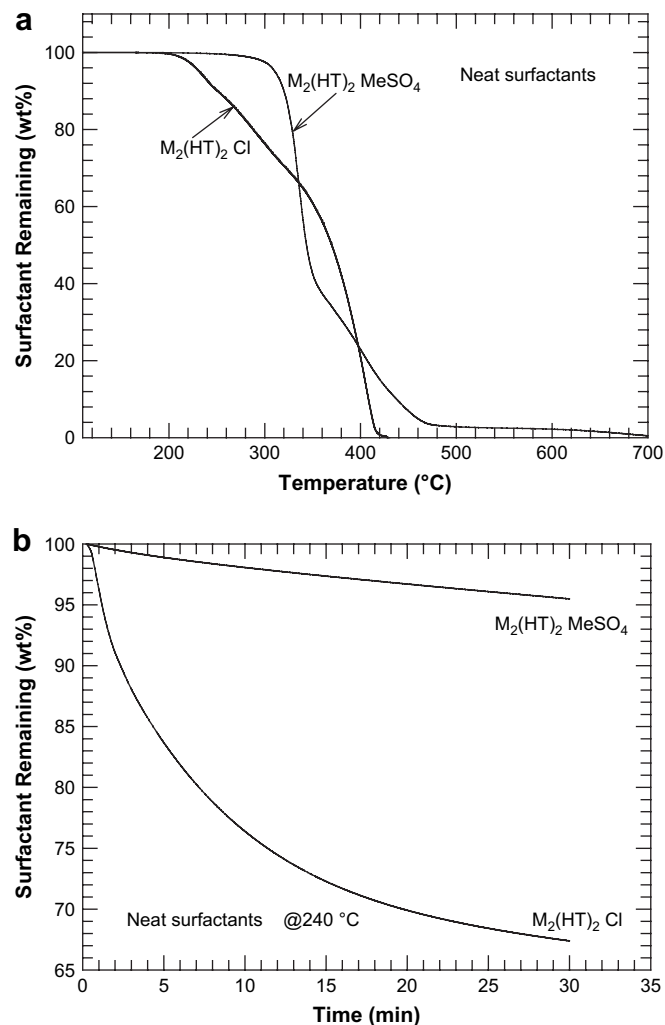 a
100
M₂(HT)₂ MeSO₄
Neat surfactants
80
M₂(HT)₂ Cl
60
40
20
0
Surfactant Remaining (wt%)
200 300 400 500 600 700
Temperature (°C)
b
100
95
M₂(HT)₂ MeSO₄
90
85
80
75
70
Neat surfactants @240 °C
M₂(HT)₂ Cl
65
Surfactant Remaining (wt%)
0 5 10 15 20 25 30 35
Time (min)